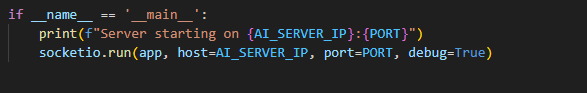 if __name__ == '__main__':
    print(f"Server starting on {AI_SERVER_IP}:{PORT}")
    socketio.run(app, host=AI_SERVER_IP, port=PORT, debug=True)